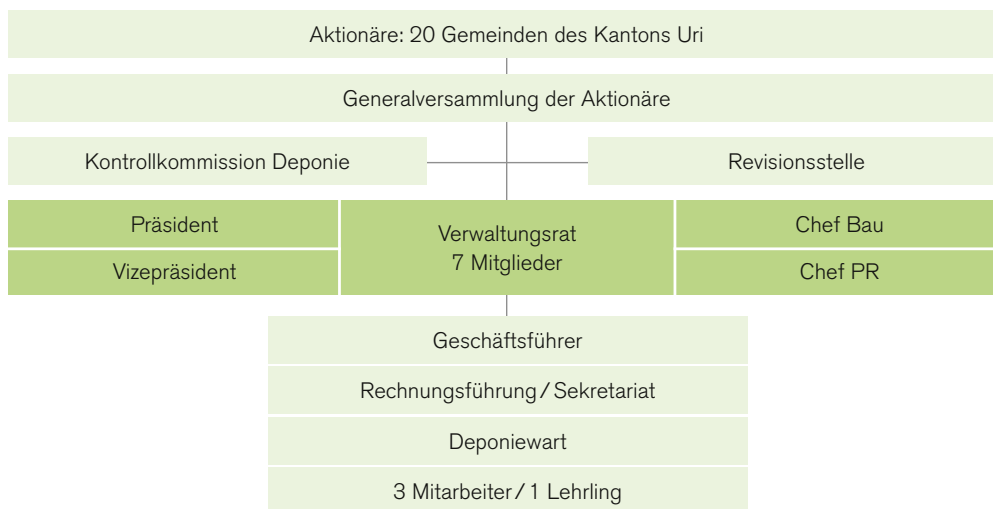 Aktionäre: 20 Gemeinden des Kantons Uri
Generalversammlung der Aktionäre
Kontrollkommission Deponie
Revisionsstelle
Präsident
Vizepräsident
Verwaltungsrat
7 Mitglieder
Chef Bau
Chef PR
Geschäftsführer
Rechnungsführung / Sekretariat
Deponiewart
3 Mitarbeiter / 1 Lehrling